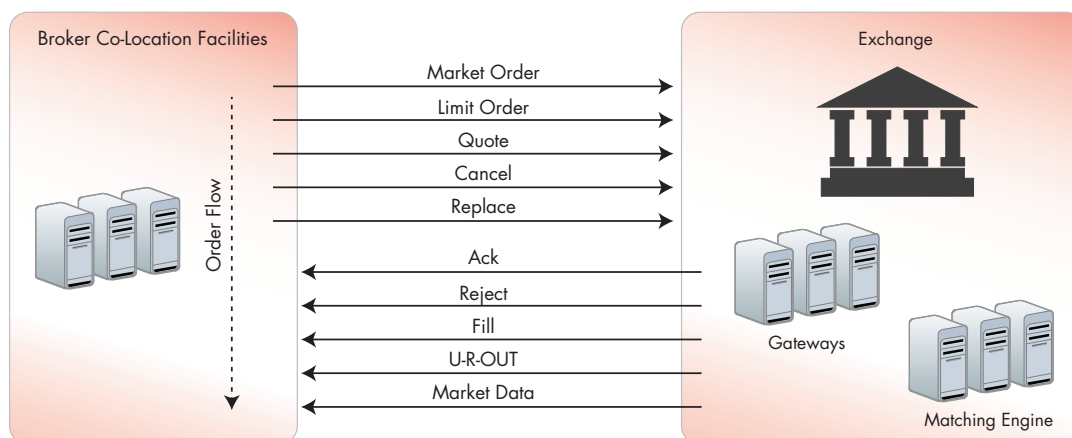 Broker Co-Location Facilities
Exchange
Market Order
Limit Order
Quote
Cancel
Replace
Order Flow
Ack
Reject
Fill
U-R-OUT
Market Data
Gateways
Matching Engine